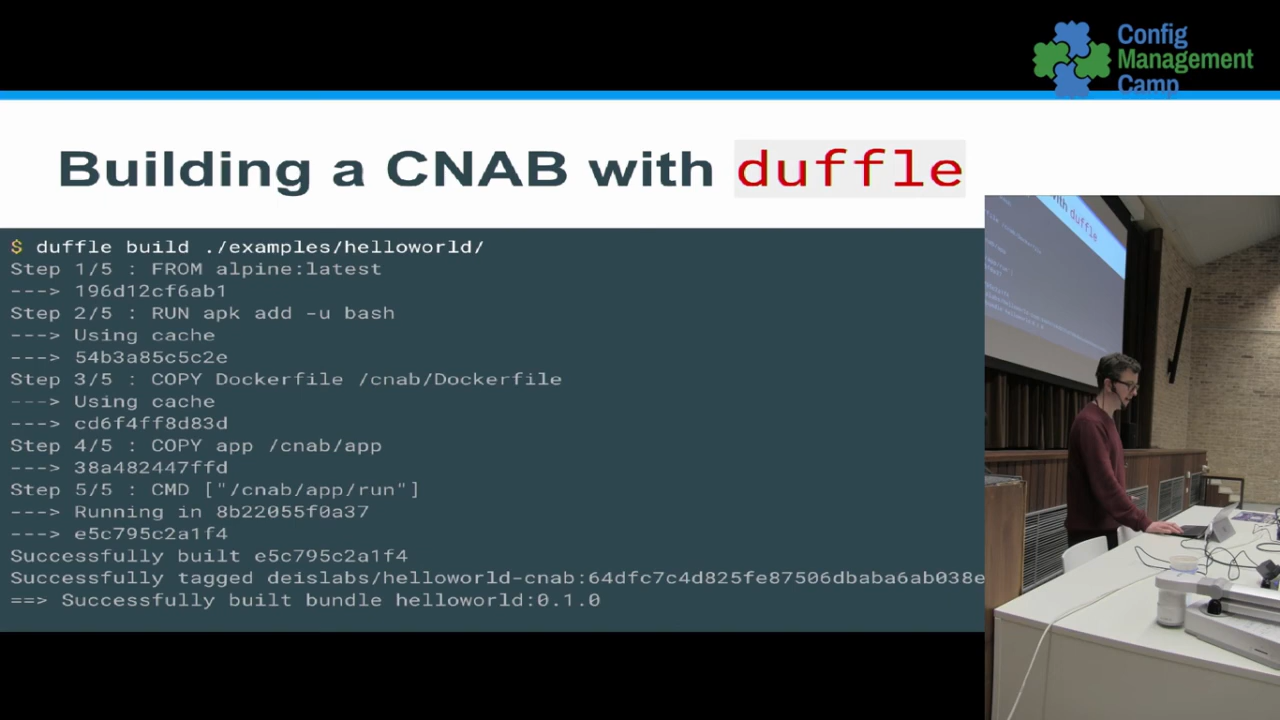 Config
Management
Camp
Building a CNAB with duffle
$ duffle build ./examples/helloworld/
Step 1/5 : FROM alpine:latest
---> 196d12cf6ab1
Step 2/5 : RUN apk add -u bash
---> Using cache
---> 54b3a85c5c2e
Step 3/5 : COPY Dockerfile /cnab/Dockerfile
---> Using cache
---> cd6f4ff8d83d
Step 4/5 : COPY app /cnab/app
---> 38a482447ffd
Step 5/5 : CMD ["/cnab/app/run"]
---> Running in 8b22055f0a37
---> e5c795c2a1f4
Successfully built e5c795c2a1f4
Successfully tagged deislabs/helloworld-cnab:64dfc7c4d825fe87506dbaba6ab038e
==> Successfully built bundle helloworld:0.1.0
with duffle